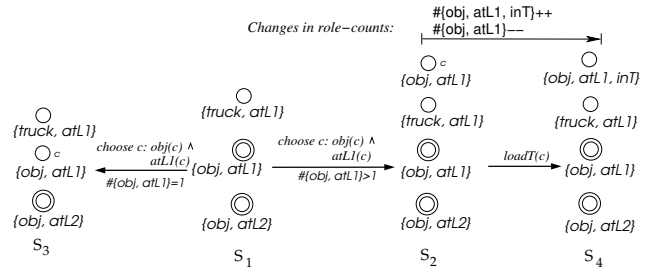 #{obj, atL1, inT}++
Changes in role−counts: #{obj, atL1}−−
c
{obj, atL1} {obj, atL1, inT}
{truck, atL1}
{truck, atL1} {truck, atL1} {truck, atL1}
choose c: obj(c) ∧ choose c: obj(c) ∧
c atL1(c) atL1(c) loadT(c)
{obj, atL1} {obj, atL1} {obj, atL1} {obj, atL1}
#{obj, atL1}=1 #{obj, atL1}>1
{obj, atL2} {obj, atL2} {obj, atL2} {obj, atL2}
S3 S1 S2 S4